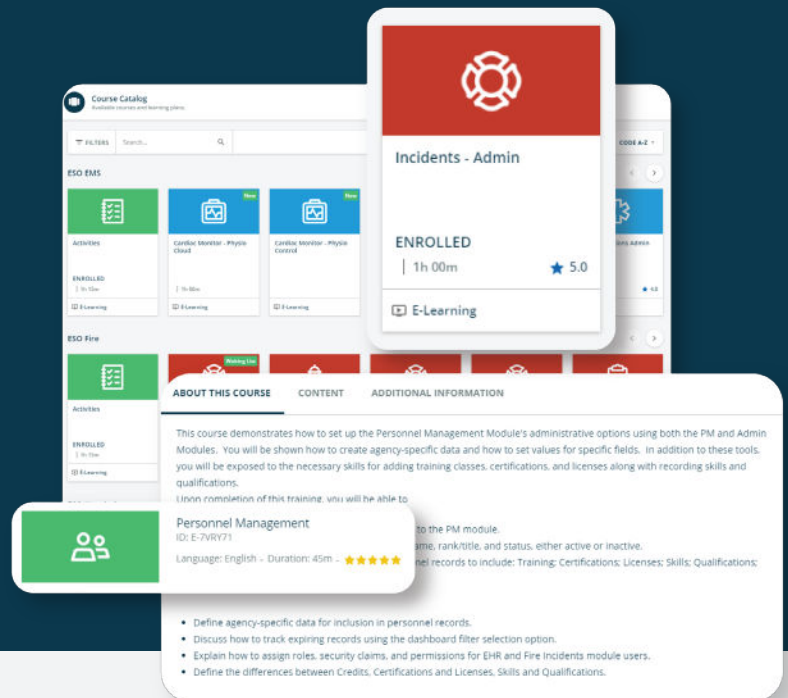 Course Catalog
Available courses and learning plans.
FILTERS
Search...
CODE A-Z
ESO EMS
Activities
ENROLLED
E-Learning
New
Cardiac Monitor - Physio
Cloud
1h 00m
E-Learning
New
Cardiac Monitor - Physio
Control
E-Learning
Incidents - Admin
ENROLLED
1h 00m
5.0
E-Learning
Admin
ESO Fire
Activities
ENROLLED
E-Learning
Waiting List
ABOUT THIS COURSE
CONTENT
ADDITIONAL INFORMATION
This course demonstrates how to set up the Personnel Management Module's administrative options using both the PM and Admin
Modules. You will be shown how to create agency-specific data and how to set values for specific fields. In addition to these tools,
you will be exposed to the necessary skills for adding training classes, certifications, and licenses along with recording skills and
qualifications.
Upon completion of this training, you will be able to
to the PM module.
rank/title, and status, either active or inactive.
records to include: Training; Certifications; Licenses; Skills; Qualifications;
Personnel Management
ID: E-7VRY71
Language: English - Duration: 45m -
• Define agency-specific data for inclusion in personnel records.
• Discuss how to track expiring records using the dashboard filter selection option.
• Explain how to assign roles, security claims, and permissions for EHR and Fire Incidents module users.
• Define the differences between Credits, Certifications and Licenses, Skills and Qualifications.